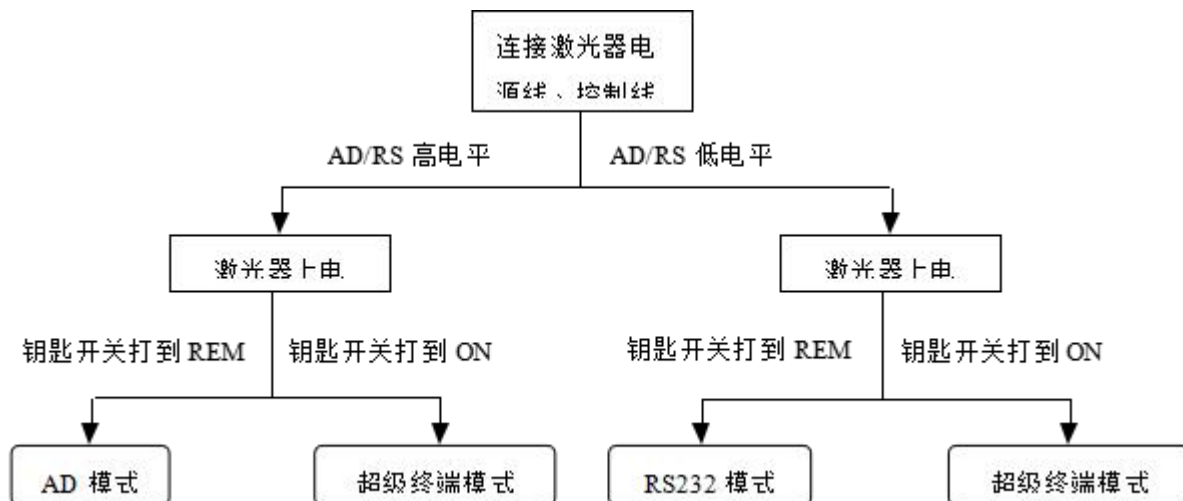 连接激光器电
源线、控制线
AD/RS 高电平
AD/RS 低电平
激光器上电
激光器上电
钥匙开关打到 REM
钥匙开关打到 ON
钥匙开关打到 REM
钥匙开关打到 ON
AD 模式
超级终端模式
RS232 模式
超级终端模式